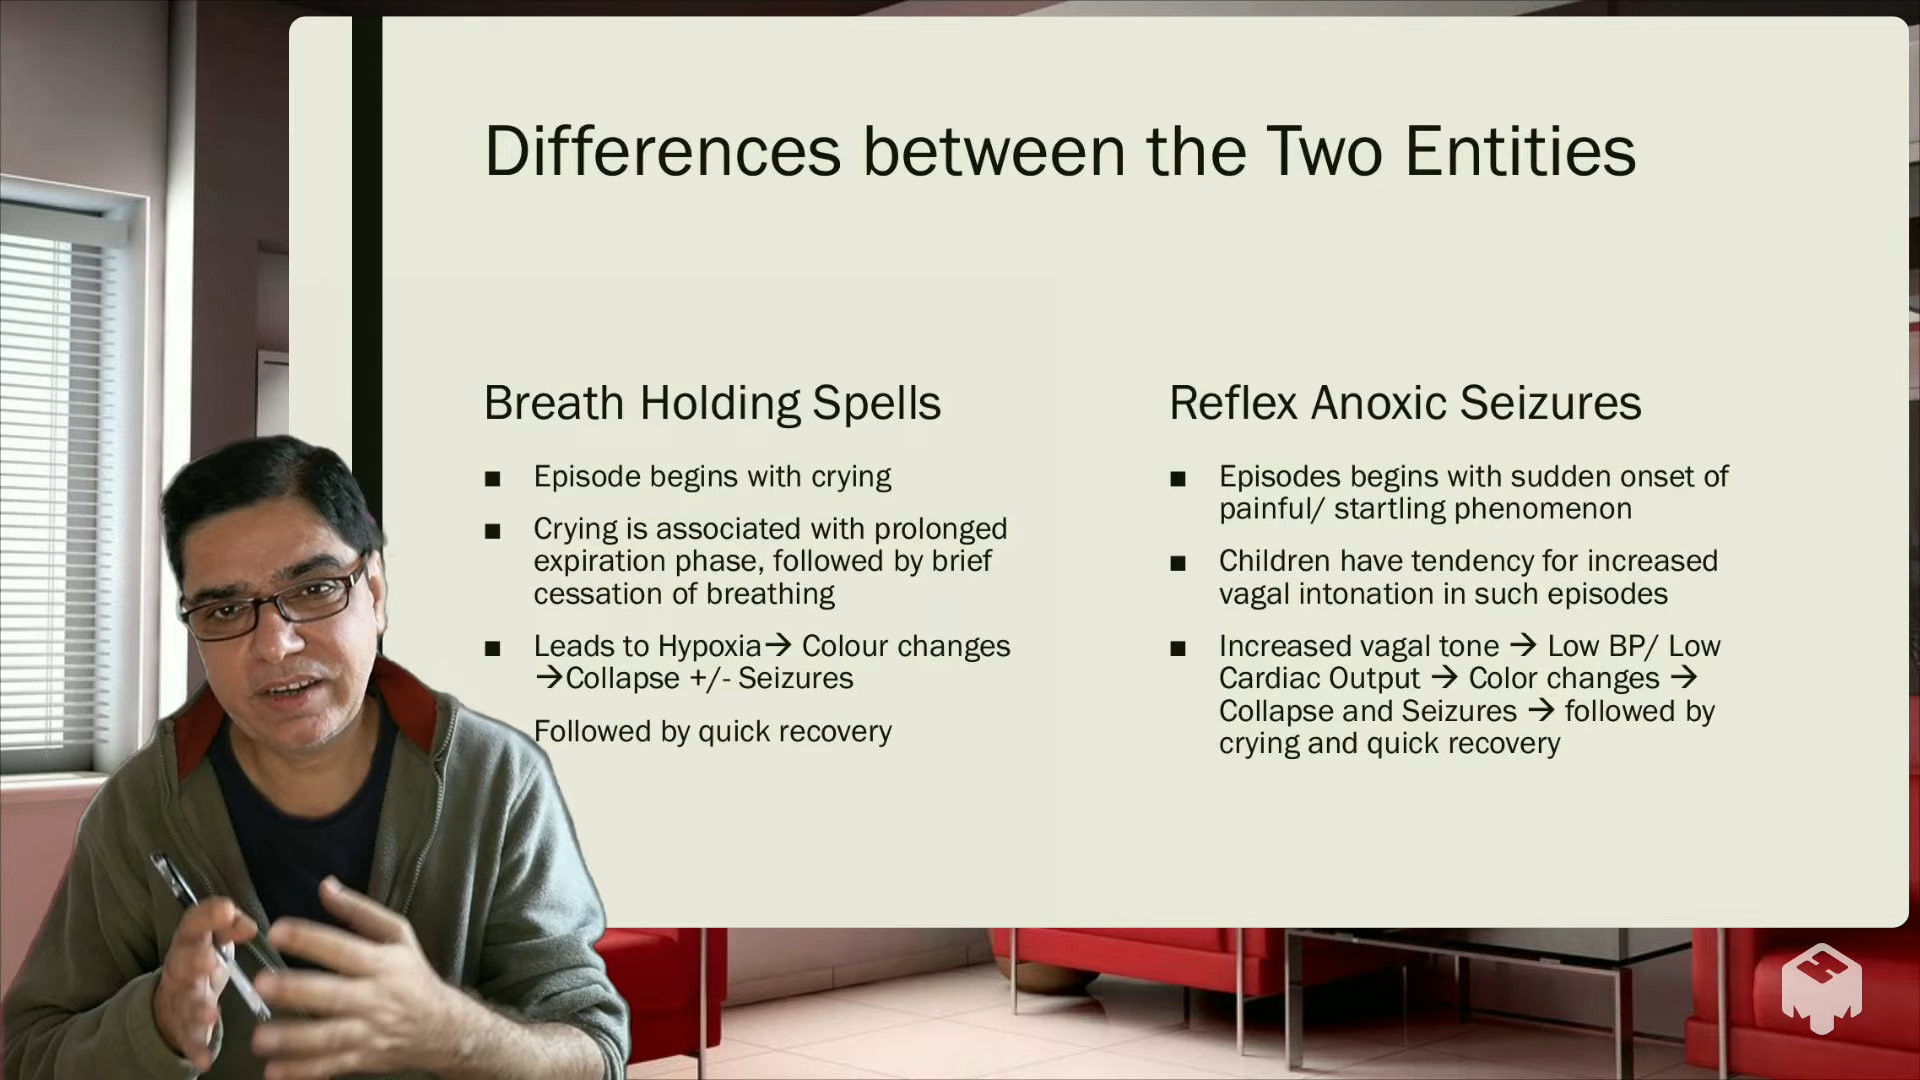 Differences between the Two Entities
Breath Holding Spells
■ Episode begins with crying
■ Crying is associated with prolonged
expiration phase, followed by brief
cessation of breathing
■ Leads to Hypoxia→ Colour changes
→Collapse +/- Seizures
Followed by quick recovery
Reflex Anoxic Seizures
■ Episodes begins with sudden onset of
painful/ startling phenomenon
■ Children have tendency for increased
vagal intonation in such episodes
■ Increased vagal tone → Low BP/ Low
Cardiac Output → Color changes →
Collapse and Seizures → followed by
crying and quick recovery